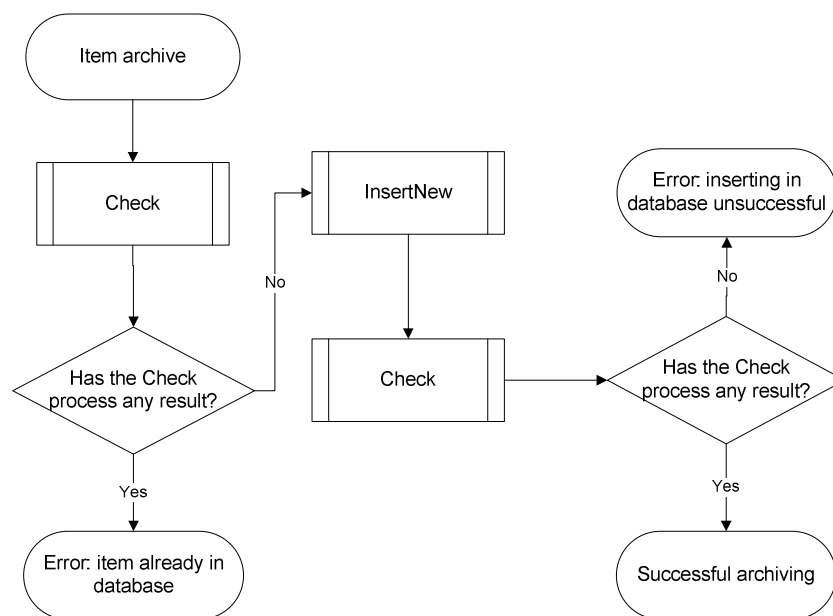 Item archive
Check
Has the Check
process any result?
Yes
Error: item already in
database
No
InsertNew
Check
Has the Check
process any result?
No
Error: inserting in
database unsuccessful
Yes
Successful archiving